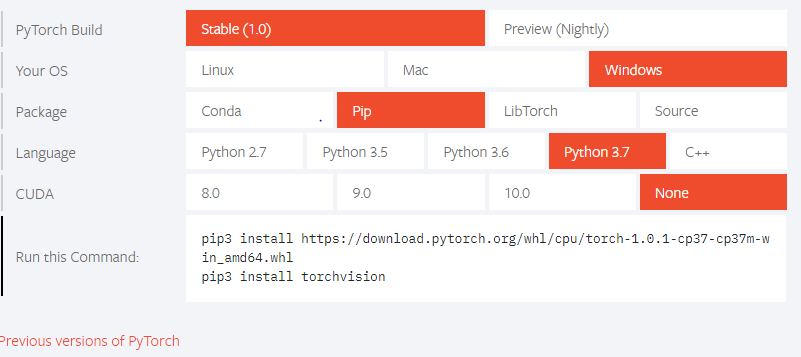 PyTorch Build Stable (1.0) Preview (Nightly)
Your OS Linux Mac Windows
Package Conda Pip LibTorch Source
Language Python 2.7 Python 3.5 Python 3.6 Python 3.7 C++
CUDA 8.0 9.0 10.0 None
Run this Command:
pip3 install https://download.pytorch.org/whl/cpu/torch-1.0.1-cp37-cp37m-w
in_amd64.whl
pip3 install torchvision
Previous versions of PyTorch